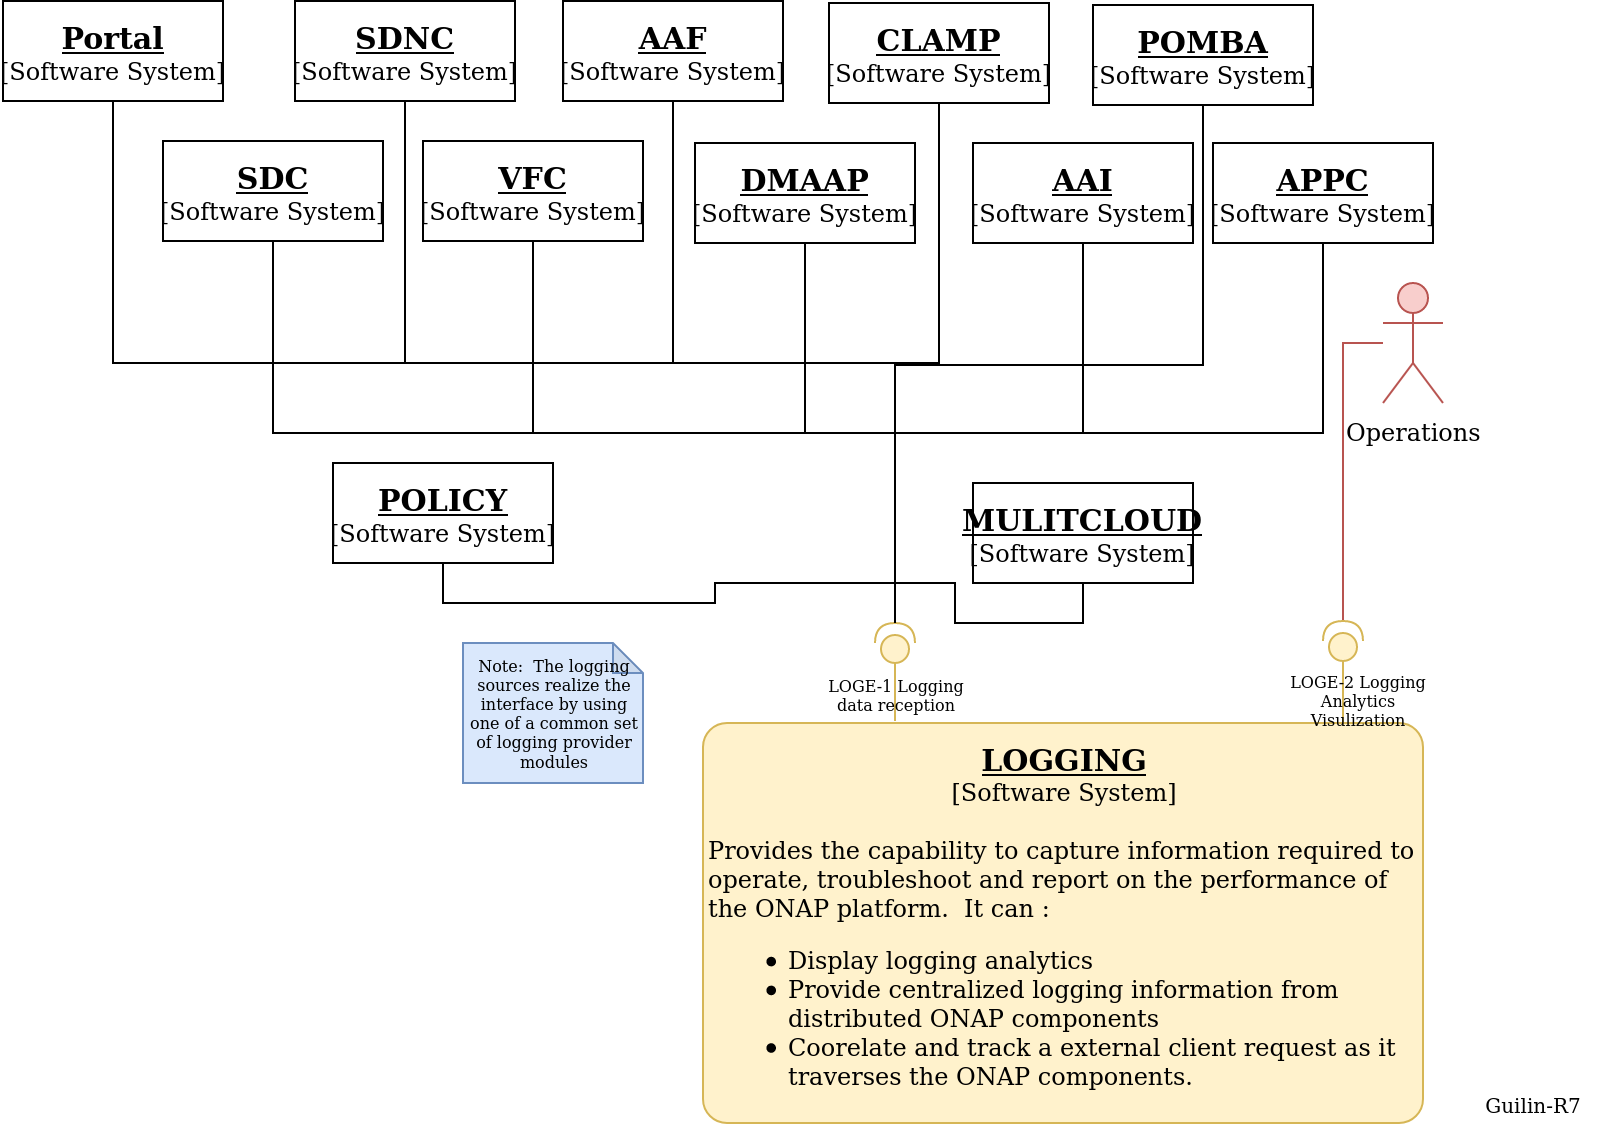 Portal
[Software System]
SDNC
[Software System]
AAF
[Software System]
CLAMP
[Software System]
POMBA
[Software System]
SDC
[Software System]
VFC
[Software System]
DMAAP
[Software System]
AAI
[Software System]
APPC
[Software System]
Operations
POLICY
[Software System]
MULITCLOUD
[Software System]
Note:  The logging
sources realize the
interface by using
one of a common set
of logging provider
modules
LOGE-1 Logging
data reception
LOGE-2 Logging
Analytics
Visulization
LOGGING
[Software System]
Provides the capability to capture information required to
operate, troubleshoot and report on the performance of
the ONAP platform.  It can :
• Display logging analytics
• Provide centralized logging information from
distributed ONAP components
• Coorelate and track a external client request as it
traverses the ONAP components.
Guilin-R7